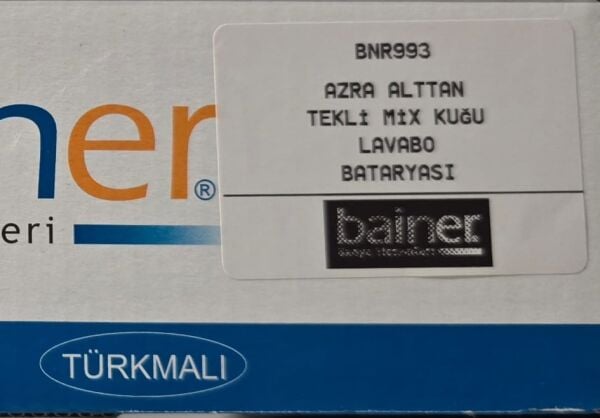 ner®
eri
BNR993
AZRA ALTTAN
TEKLİ MİX KUĞU
LAVABO
BATARYASI
bainer
TÜRKMALI